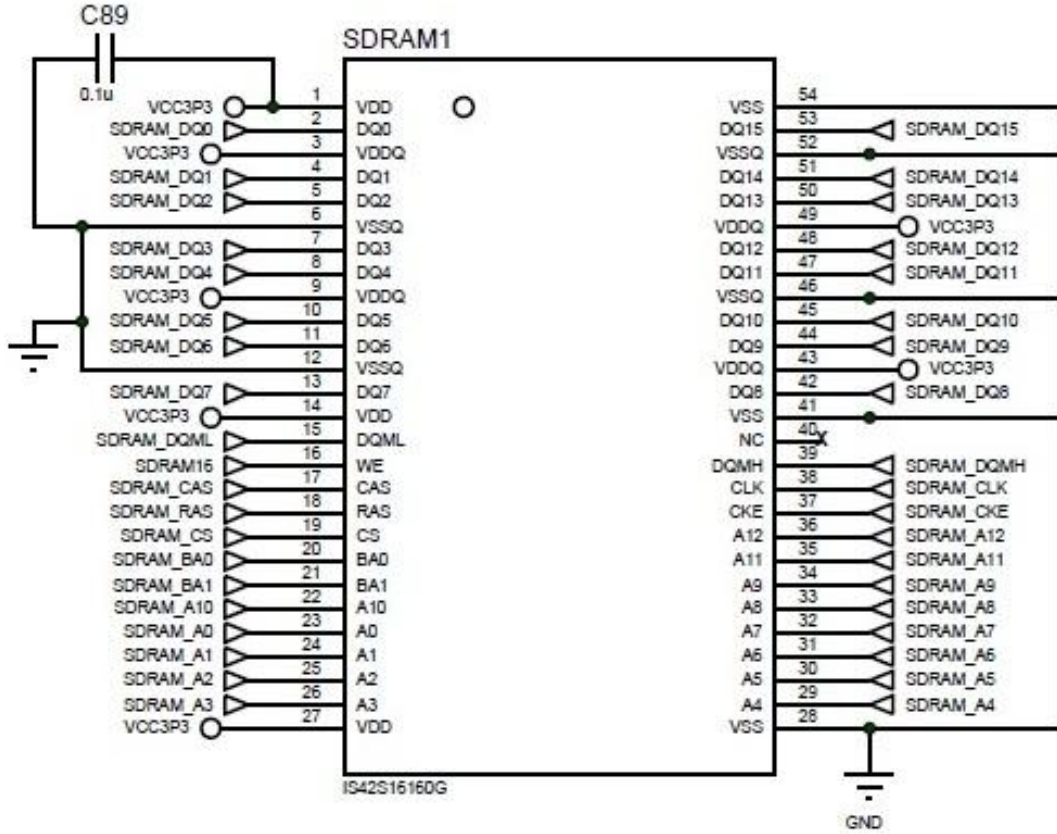 C89
0.1u
SDRAM1
VCC3P3 1 VDD
SDRAM_DQ0 2 DQ0
VCC3P3 3 VDDQ
SDRAM_DQ1 4 DQ1
SDRAM_DQ2 5 DQ2
6 VSSQ
SDRAM_DQ3 7 DQ3
SDRAM_DQ4 8 DQ4
VCC3P3 9 VDDQ
SDRAM_DQ5 10 DQ5
SDRAM_DQ6 11 DQ6
12 VSSQ
SDRAM_DQ7 13 DQ7
VCC3P3 14 VDD
SDRAM_DQML 15 DQML
SDRAM16 16 WE
SDRAM_CAS 17 CAS
SDRAM_RAS 18 RAS
SDRAM_CS 19 CS
SDRAM_BA0 20 BA0
SDRAM_BA1 21 BA1
SDRAM_A10 22 A10
SDRAM_A0 23 A0
SDRAM_A1 24 A1
SDRAM_A2 25 A2
SDRAM_A3 26 A3
VCC3P3 27 VDD
VSS 54
DQ15 53 SDRAM_DQ15
VSSQ 52
DQ14 51 SDRAM_DQ14
DQ13 50 SDRAM_DQ13
VDDQ 49 VCC3P3
DQ12 48 SDRAM_DQ12
DQ11 47 SDRAM_DQ11
VSSQ 46
DQ10 45 SDRAM_DQ10
DQ9 44 SDRAM_DQ9
VDDQ 43 VCC3P3
DQ8 42 SDRAM_DQ8
VSS 41
NC 40
DQMH 39 SDRAM_DQMH
CLK 38 SDRAM_CLK
CKE 37 SDRAM_CKE
A12 36 SDRAM_A12
A11 35 SDRAM_A11
A9 34 SDRAM_A9
A8 33 SDRAM_A8
A7 32 SDRAM_A7
A6 31 SDRAM_A6
A5 30 SDRAM_A5
A4 29 SDRAM_A4
VSS 28
IS42S16160G
GND